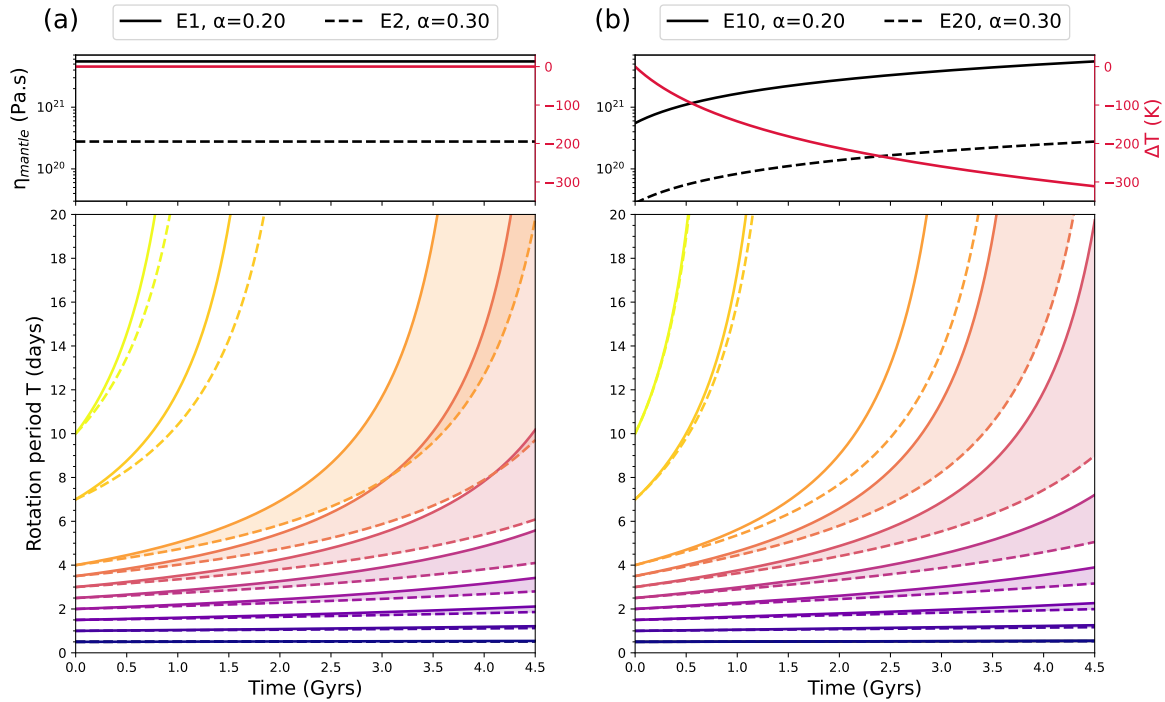 (a)
E1, α=0.20
E2, α=0.30
(b)
E10, α=0.20
E20, α=0.30
η_mantle (Pa.s)
10^21
10^20
0
−100
−200
−300
10^21
10^20
0
−100
−200
−300
ΔT (K)
Rotation period T (days)
20
18
16
14
12
10
8
6
4
2
0
0.0 0.5 1.0 1.5 2.0 2.5 3.0 3.5 4.0 4.5
Time (Gyrs)
20
18
16
14
12
10
8
6
4
2
0
0.0 0.5 1.0 1.5 2.0 2.5 3.0 3.5 4.0 4.5
Time (Gyrs)